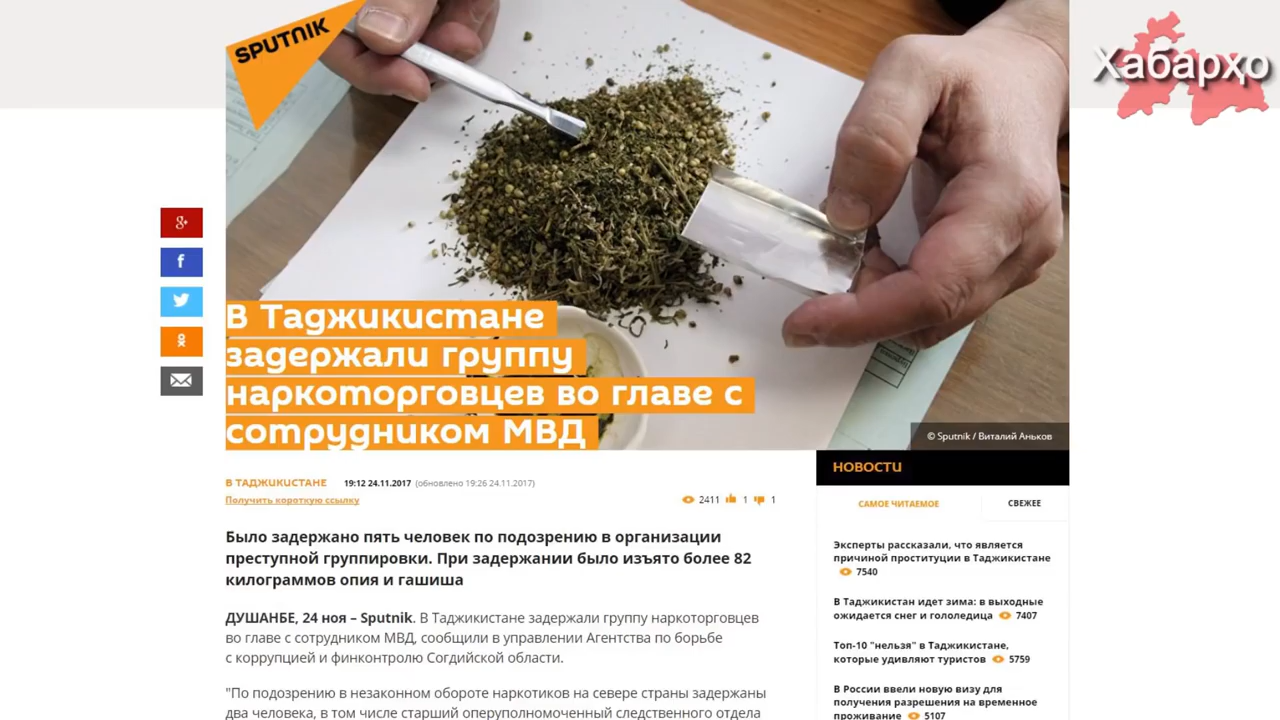 SPUTNIK
Хабарҳо
g+
f
В Таджикистане
задержали группу
наркоторговцев во главе с
сотрудником МВД
© Sputnik / Виталий Аньков
В ТАДЖИКИСТАНЕ 19:12 24.11.2017 (обновлено 19:26 24.11.2017)
Получить короткую ссылку
2411 1 1
Было задержано пять человек по подозрению в организации
преступной группировки. При задержании было изъято более 82
килограммов опия и гашиша
ДУШАНБЕ, 24 ноя – Sputnik. В Таджикистане задержали группу наркоторговцев
во главе с сотрудником МВД, сообщили в управлении Агентства по борьбе
с коррупцией и финконтролю Согдийской области.
"По подозрению в незаконном обороте наркотиков на севере страны задержаны
два человека, в том числе старший оперуполномоченный следственного отдела
НОВОСТИ
САМОЕ ЧИТАЕМОЕ СВЕЖЕЕ
Эксперты рассказали, что является
причиной проституции в Таджикистане
7540
В Таджикистан идет зима: в выходные
ожидается снег и гололедица 7407
Топ-10 "нельзя" в Таджикистане,
которые удивляют туристов 5759
В России ввели новую визу для
получения разрешения на временное
проживание 5107